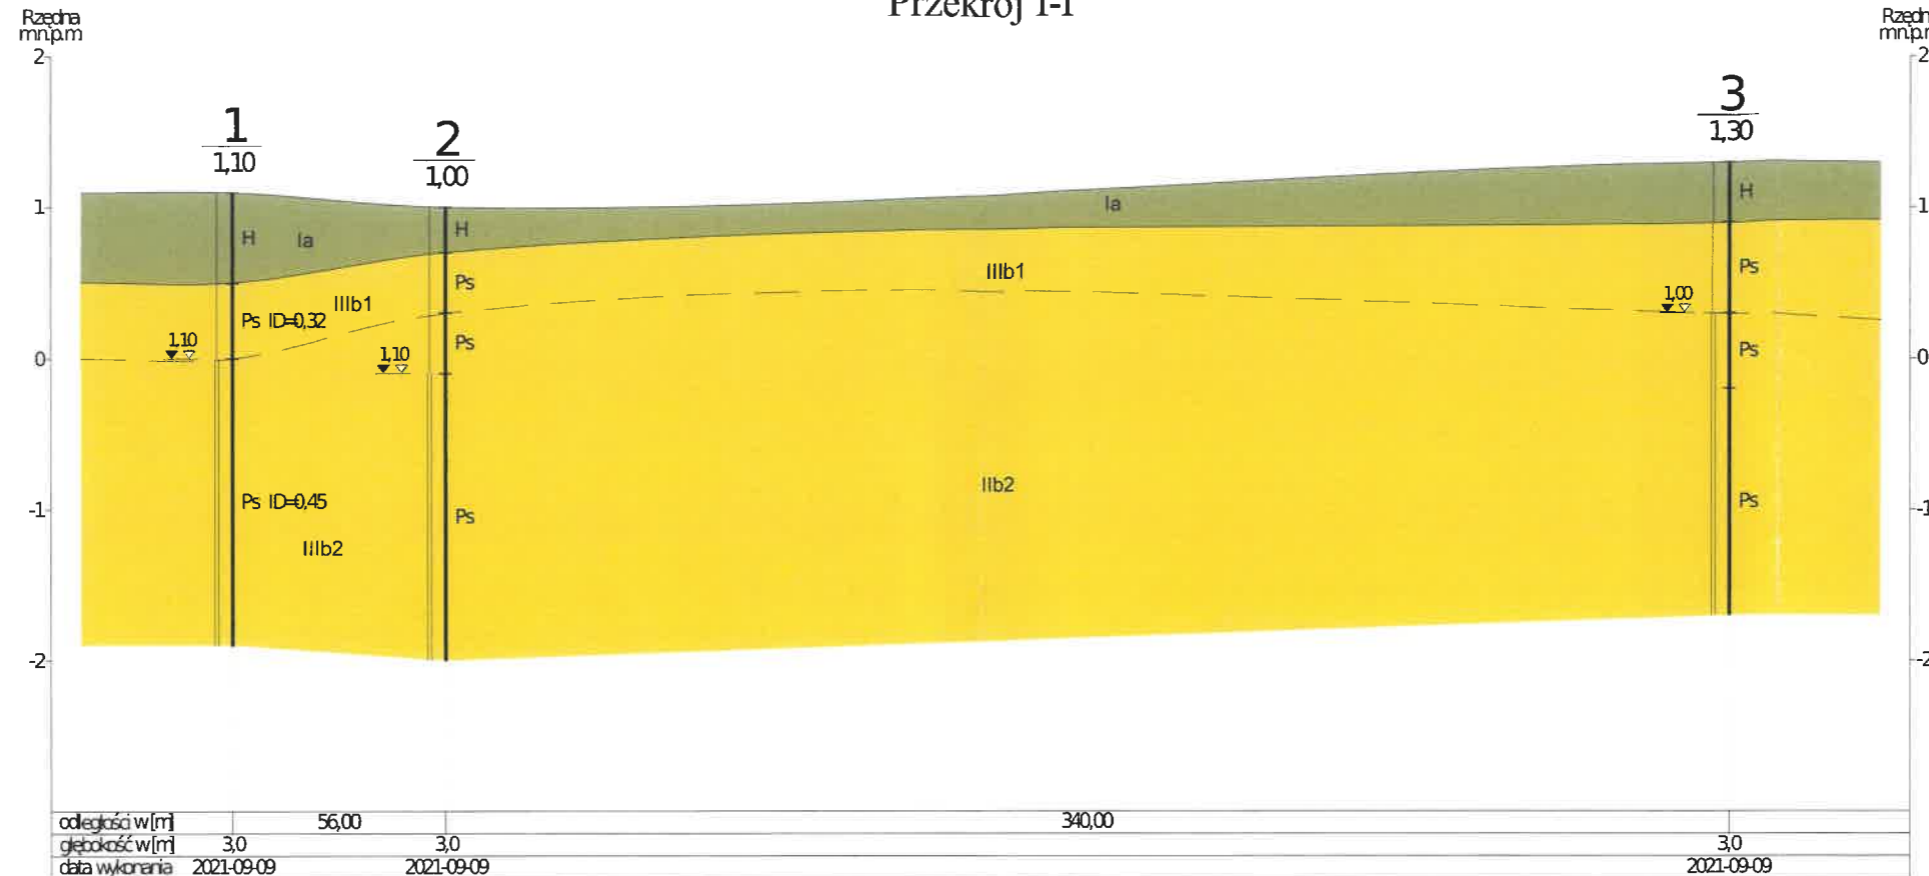 Przekrój I-I
Rzędna
m n.p.m
Rzędn
m n.p.r
2
2
1
1,10
2
1,00
3
1,30
1
1
H
Ia
H
Ia
H
Ps
IIIb1
Ps
IIIb1
Ps ID=0,32
1,00
1,10
Ps
1,10
Ps
0
0
IIb2
Ps ID=0,45
Ps
Ps
-1
-1
IIIb2
-2
-2
odległości w [m]
56,00
340,00
głębokość w [m]
3,0
3,0
3,0
data wykonania
2021-09-09
2021-09-09
2021-09-09